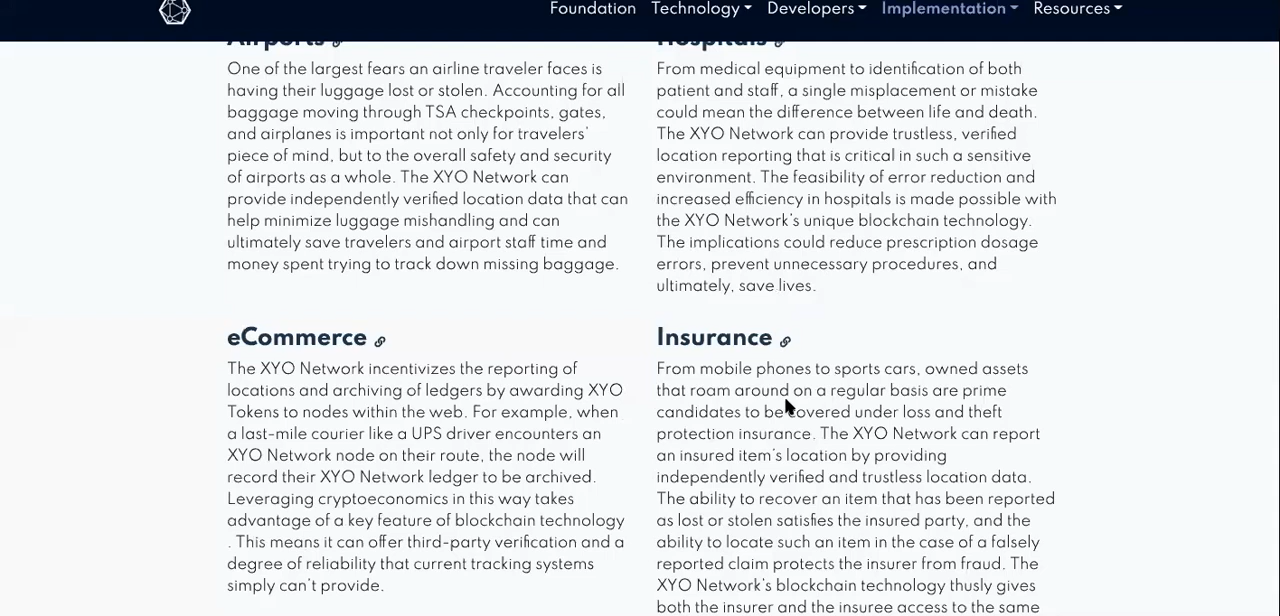 Foundation Technology Developers Implementation Resources
Airports
One of the largest fears an airline traveler faces is
having their luggage lost or stolen. Accounting for all
baggage moving through TSA checkpoints, gates,
and airplanes is important not only for travelers'
piece of mind, but to the overall safety and security
of airports as a whole. The XYO Network can
provide independently verified location data that can
help minimize luggage mishandling and can
ultimately save travelers and airport staff time and
money spent trying to track down missing baggage.
Hospitals
From medical equipment to identification of both
patient and staff, a single misplacement or mistake
could mean the difference between life and death.
The XYO Network can provide trustless, verified
location reporting that is critical in such a sensitive
environment. The feasibility of error reduction and
increased efficiency in hospitals is made possible with
the XYO Network's unique blockchain technology.
The implications could reduce prescription dosage
errors, prevent unnecessary procedures, and
ultimately, save lives.
eCommerce
The XYO Network incentivizes the reporting of
locations and archiving of ledgers by awarding XYO
Tokens to nodes within the web. For example, when
a last-mile courier like a UPS driver encounters an
XYO Network node on their route, the node will
record their XYO Network ledger to be archived.
Leveraging cryptoeconomics in this way takes
advantage of a key feature of blockchain technology
. This means it can offer third-party verification and a
degree of reliability that current tracking systems
simply can't provide.
Insurance
From mobile phones to sports cars, owned assets
that roam around on a regular basis are prime
candidates to be covered under loss and theft
protection insurance. The XYO Network can report
an insured item's location by providing
independently verified and trustless location data.
The ability to recover an item that has been reported
as lost or stolen satisfies the insured party, and the
ability to locate such an item in the case of a falsely
reported claim protects the insurer from fraud. The
XYO Network's blockchain technology thusly gives
both the insurer and the insuree access to the same